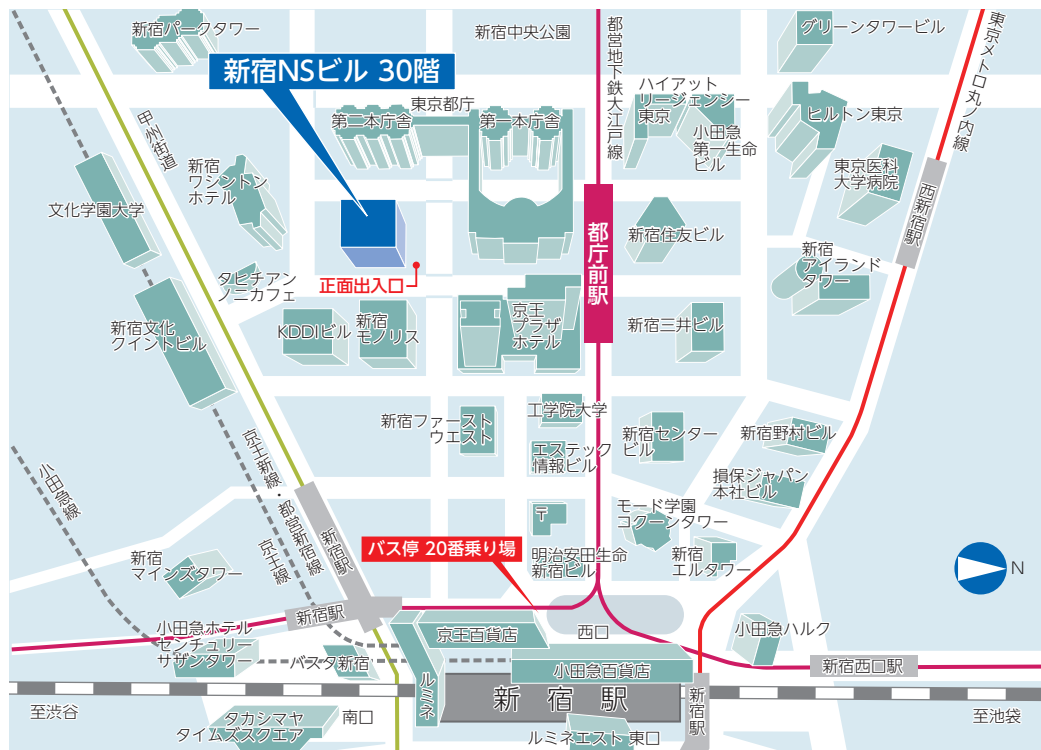 新宿パークタワー
新宿中央公園
グリーンタワービル
都営地下鉄大江戸線
東京メトロ丸ノ内線
新宿NSビル 30階
東京都庁
第二本庁舎
第一本庁舎
ハイアット
リージェンシー
東京
小田急
第一生命
ビル
ヒルトン東京
甲州街道
新宿
ワシントン
ホテル
東京医科
大学病院
西新宿駅
文化学園大学
都庁前駅
新宿住友ビル
新宿
アイランド
タワー
タヒチアン
ノニカフェ
正面出入口
新宿文化
クイントビル
KDDIビル
新宿
モノリス
京王
プラザ
ホテル
新宿三井ビル
新宿ファースト
ウエスト
工学院大学
エステック
情報ビル
新宿センター
ビル
新宿野村ビル
損保ジャパン
本社ビル
小田急線
京王新線・都営新宿線
京王線
新宿駅
〒
モード学園
コクーンタワー
バス停 20番乗り場
明治安田生命
新宿ビル
新宿
エルタワー
新宿
マインズタワー
N
新宿駅
小田急ホテル
センチュリー
サザンタワー
バスタ新宿
京王百貨店
西口
小田急ハルク
ルミネ
小田急百貨店
新宿西口駅
新宿駅
新宿駅
至渋谷
タカシマヤ
タイムズスクエア
南口
ルミネエスト
東口
至池袋